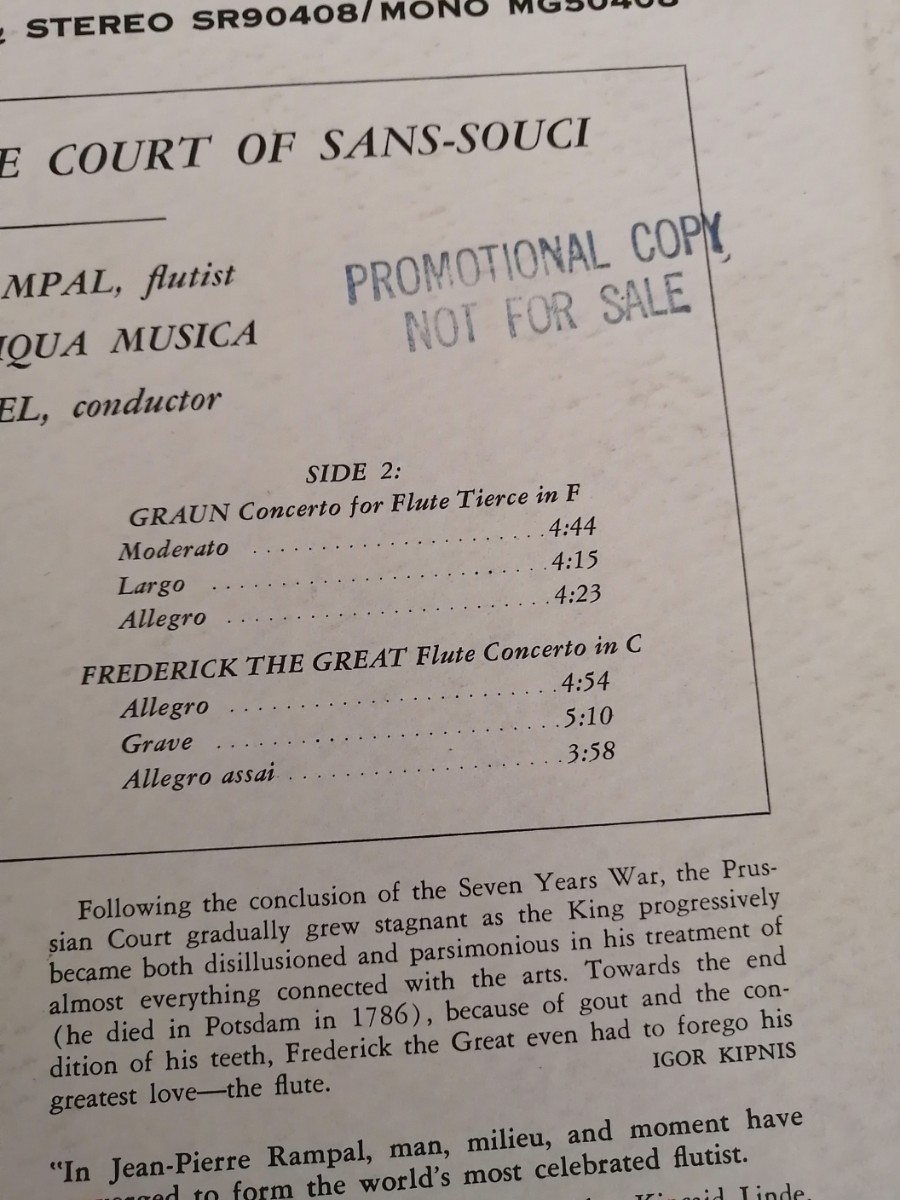 STEREO SR90408/MONO MG50408
E COURT OF SANS-SOUCI
MPAL, flutist
IQUA MUSICA
EL, conductor
PROMOTIONAL COPY
NOT FOR SALE
SIDE 2:
GRAUN Concerto for Flute Tierce in F
Moderato ..................... 4:44
Largo ........................ 4:15
Allegro ....................... 4:23
FREDERICK THE GREAT Flute Concerto in C
Allegro ....................... 4:54
Grave ........................ 5:10
Allegro assai ................... 3:58
Following the conclusion of the Seven Years War, the Prus-
sian Court gradually grew stagnant as the King progressively
became both disillusioned and parsimonious in his treatment of
almost everything connected with the arts. Towards the end
(he died in Potsdam in 1786), because of gout and the con-
dition of his teeth, Frederick the Great even had to forego his
greatest love—the flute.
IGOR KIPNIS
"In Jean-Pierre Rampal, man, milieu, and moment have
to form the world's most celebrated flutist.
Linde,